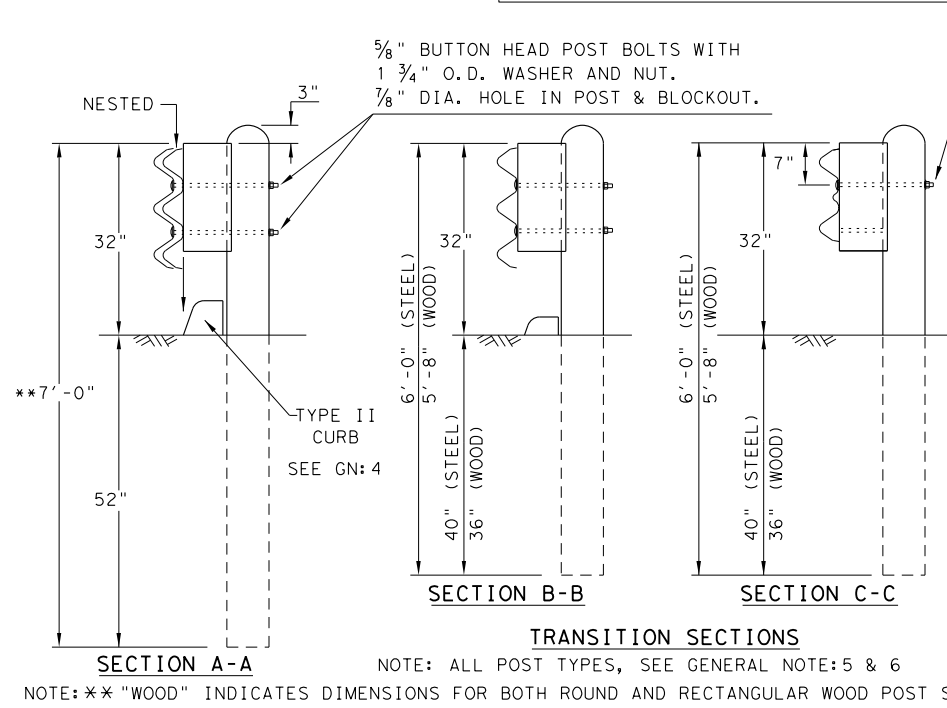 ⅝" BUTTON HEAD POST BOLTS WITH
1 ¾" O.D. WASHER AND NUT.
⅞" DIA. HOLE IN POST & BLOCKOUT.
NESTED
3"
32"
**7'-0"
52"
TYPE II
CURB
SEE GN:4
SECTION A-A
32"
6'-0" (STEEL)
5'-8" (WOOD)
40" (STEEL)
36" (WOOD)
SECTION B-B
7"
32"
6'-0" (STEEL)
5'-8" (WOOD)
40" (STEEL)
36" (WOOD)
SECTION C-C
TRANSITION SECTIONS
NOTE: ALL POST TYPES, SEE GENERAL NOTE:5 & 6
NOTE:** "WOOD" INDICATES DIMENSIONS FOR BOTH ROUND AND RECTANGULAR WOOD POST